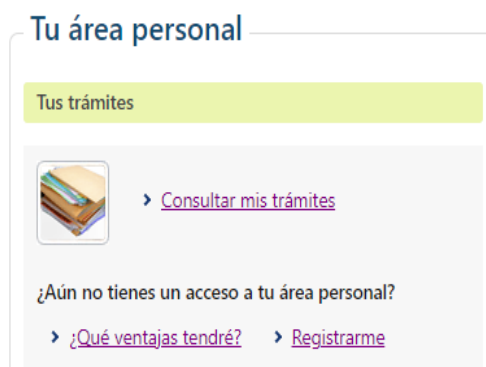 Tu área personal
Tus trámites
Consultar mis trámites
¿Aún no tienes un acceso a tu área personal?
¿Qué ventajas tendré? Registrarme